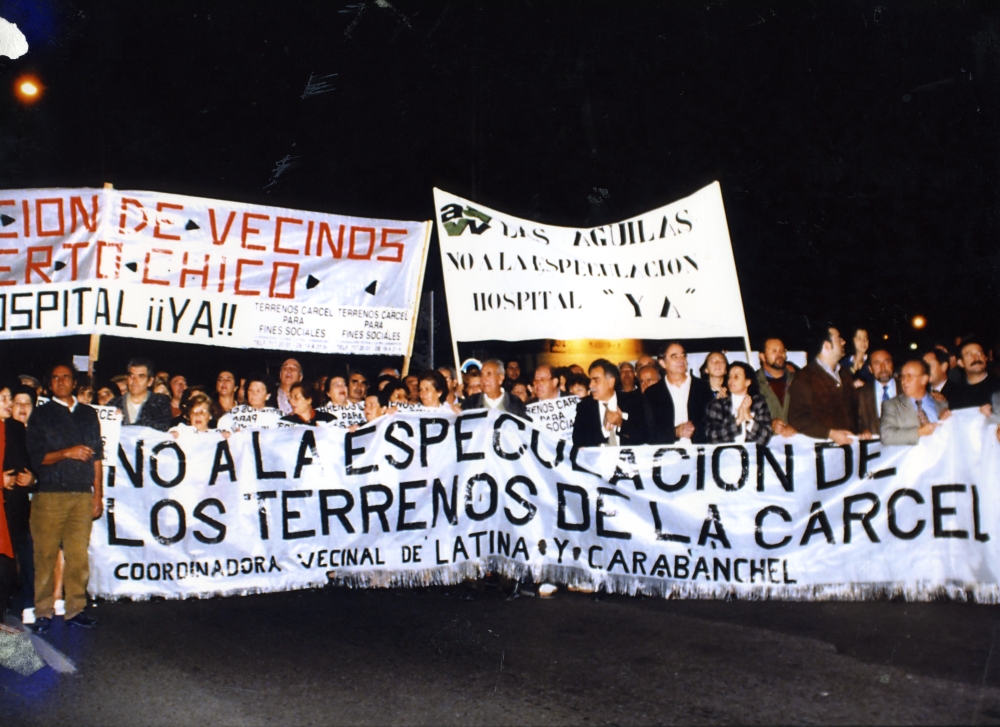 CION DE VECINOS
ERTO CHICO
OSPITAL ¡¡YA!!
TERRENOS CARCEL
PARA
FINES SOCIALES
TERRENOS CARCEL
PARA
FINES SOCIALES
LAS AGUILAS
NO A LA ESPECULACION
HOSPITAL "YA"
NO A LA ESPECULACION DE
LOS TERRENOS DE LA CARCEL
COORDINADORA VECINAL DE LATINA Y CARABANCHEL